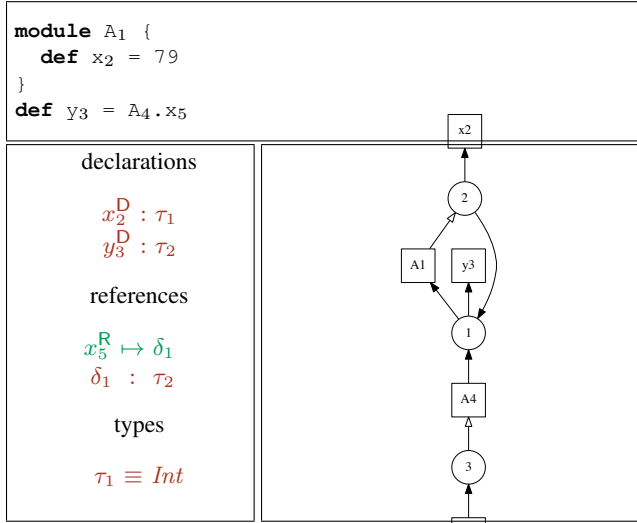 module A₁ {
def x₂ = 79
}
def y₃ = A₄.x₅
declarations
x₂ᴰ : τ₁
y₃ᴰ : τ₂
references
x₅ᴿ ↦ δ₁
δ₁ : τ₂
types
τ₁ ≡ Int
x2
2
A1 y3
1
A4
3